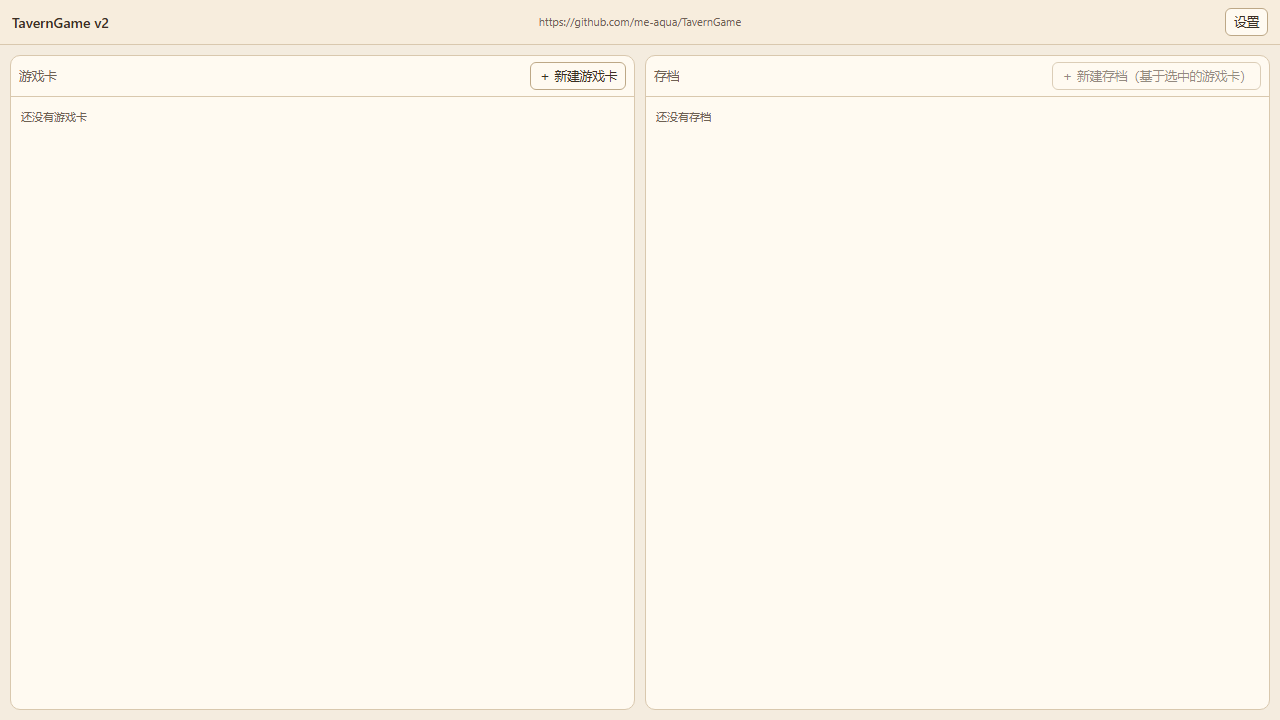 TavernGame v2
https://github.com/me-aqua/TavernGame
设置
游戏卡
+ 新建游戏卡
还没有游戏卡
存档
+ 新建存档（基于选中的游戏卡）
还没有存档